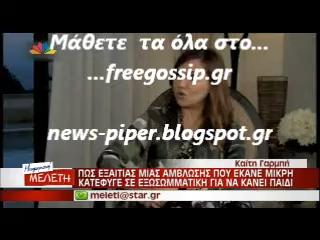 Μάθετε τα όλα στο...
...freegossip.gr
news-piper.blogspot.gr
Καίτη Γαρμπή
ΜΕΛΕΤΗ
ΠΩΣ ΕΞΑΙΤΙΑΣ ΜΙΑΣ ΑΜΒΛΩΣΗΣ ΠΟΥ ΕΚΑΝΕ ΜΙΚΡΗ
ΚΑΤΕΦΥΓΕ ΣΕ ΕΞΩΣΩΜΜΑΤΙΚΗ ΓΙΑ ΝΑ ΚΑΝΕΙ ΠΑΙΔΙ
meleti@star.gr